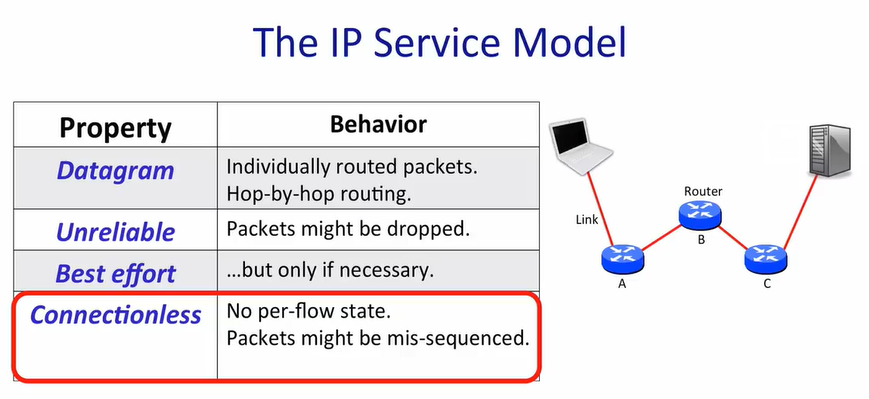 The IP Service Model
Property
Behavior
Datagram
Individually routed packets.
Hop-by-hop routing.
Unreliable
Packets might be dropped.
Best effort
…but only if necessary.
Connectionless
No per-flow state.
Packets might be mis-sequenced.
Link
Router
B
A
C